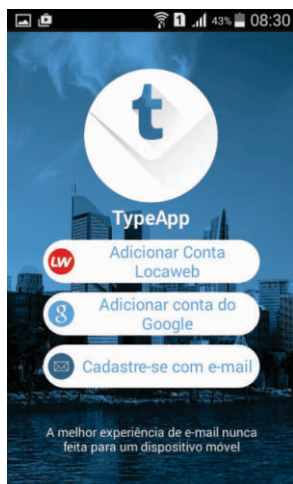 1 43% 08:30
t
TypeApp
LW Adicionar Conta
Locaweb
8 Adicionar conta do
Google
Cadastre-se com e-mail
A melhor experiência de e-mail nunca
feita para um dispositivo móvel